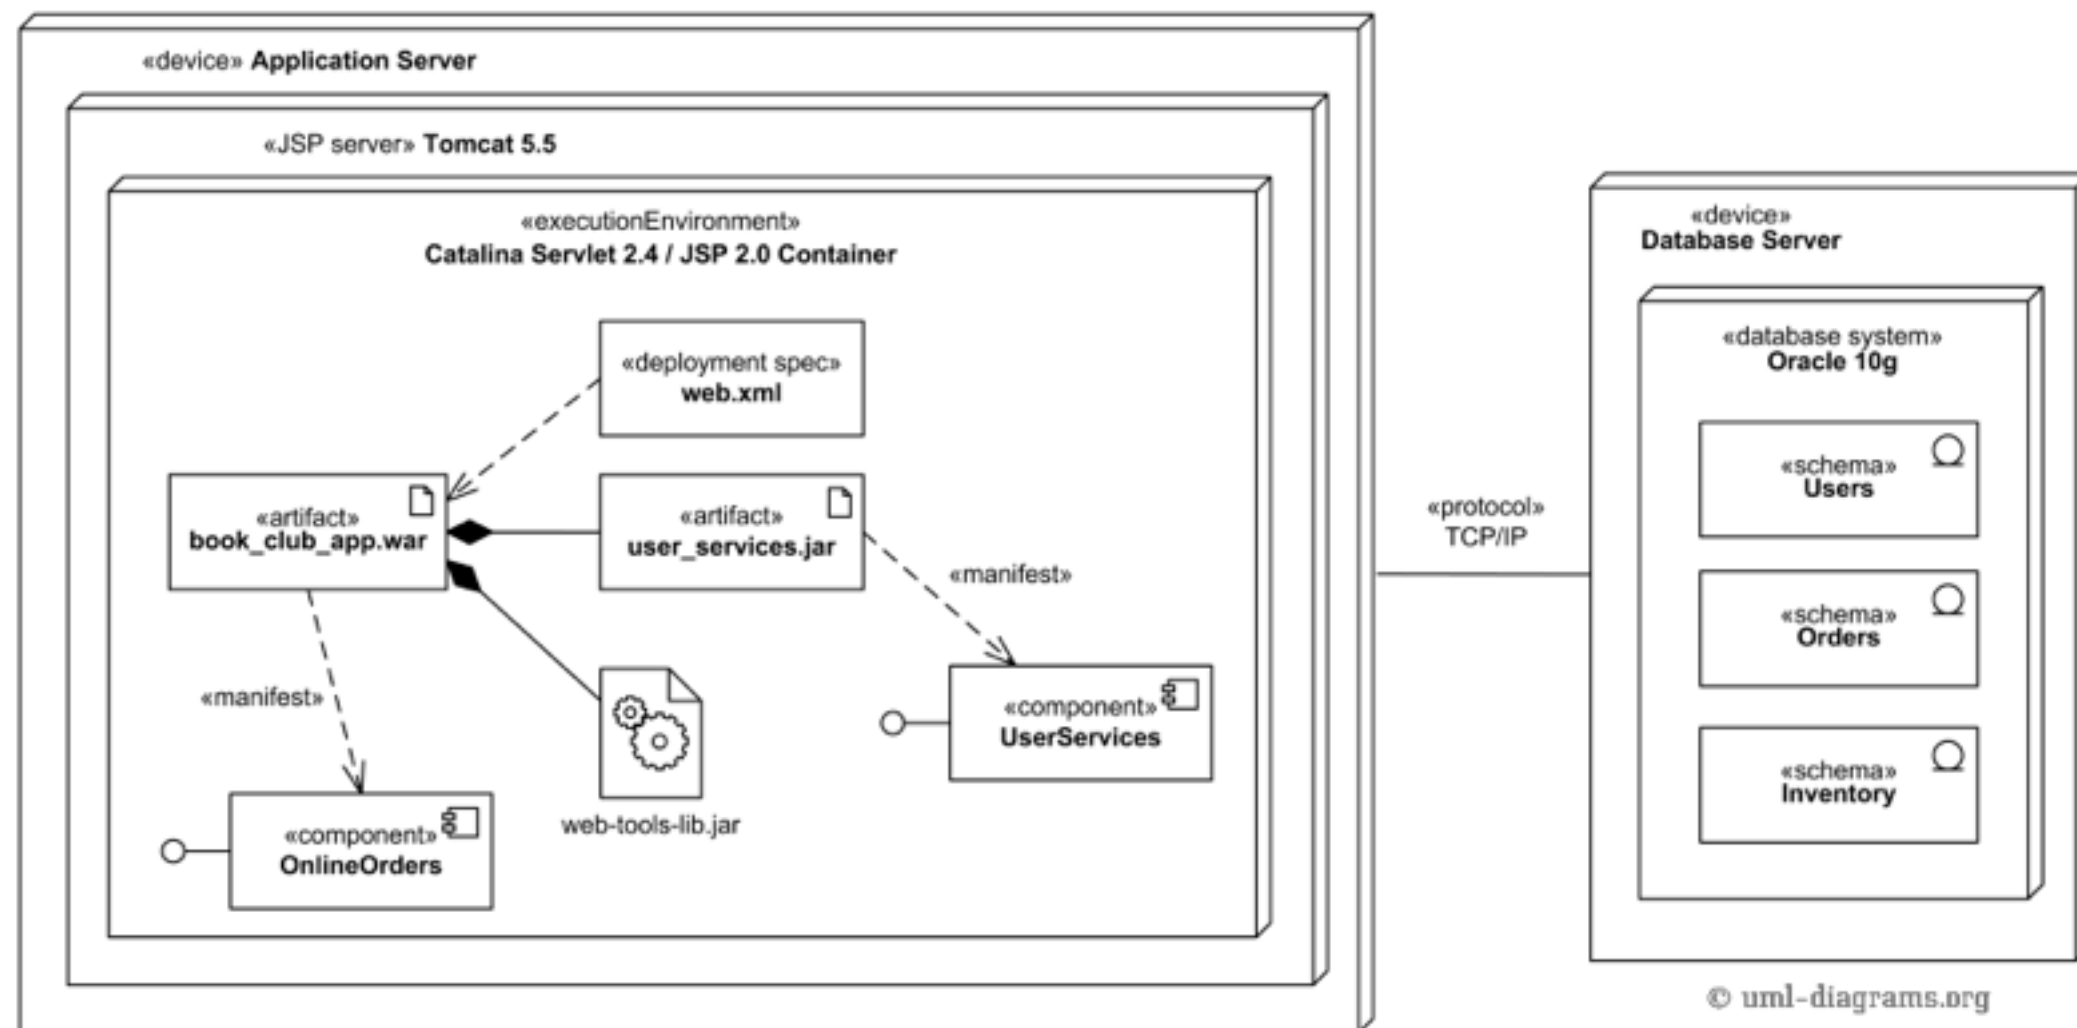 «device» Application Server
«JSP server» Tomcat 5.5
«executionEnvironment»
Catalina Servlet 2.4 / JSP 2.0 Container
«deployment spec»
web.xml
«artifact»
book_club_app.war
«artifact»
user_services.jar
«manifest»
«manifest»
«component»
UserServices
web-tools-lib.jar
«component»
OnlineOrders
«protocol»
TCP/IP
«device»
Database Server
«database system»
Oracle 10g
«schema»
Users
«schema»
Orders
«schema»
Inventory
© uml-diagrams.org